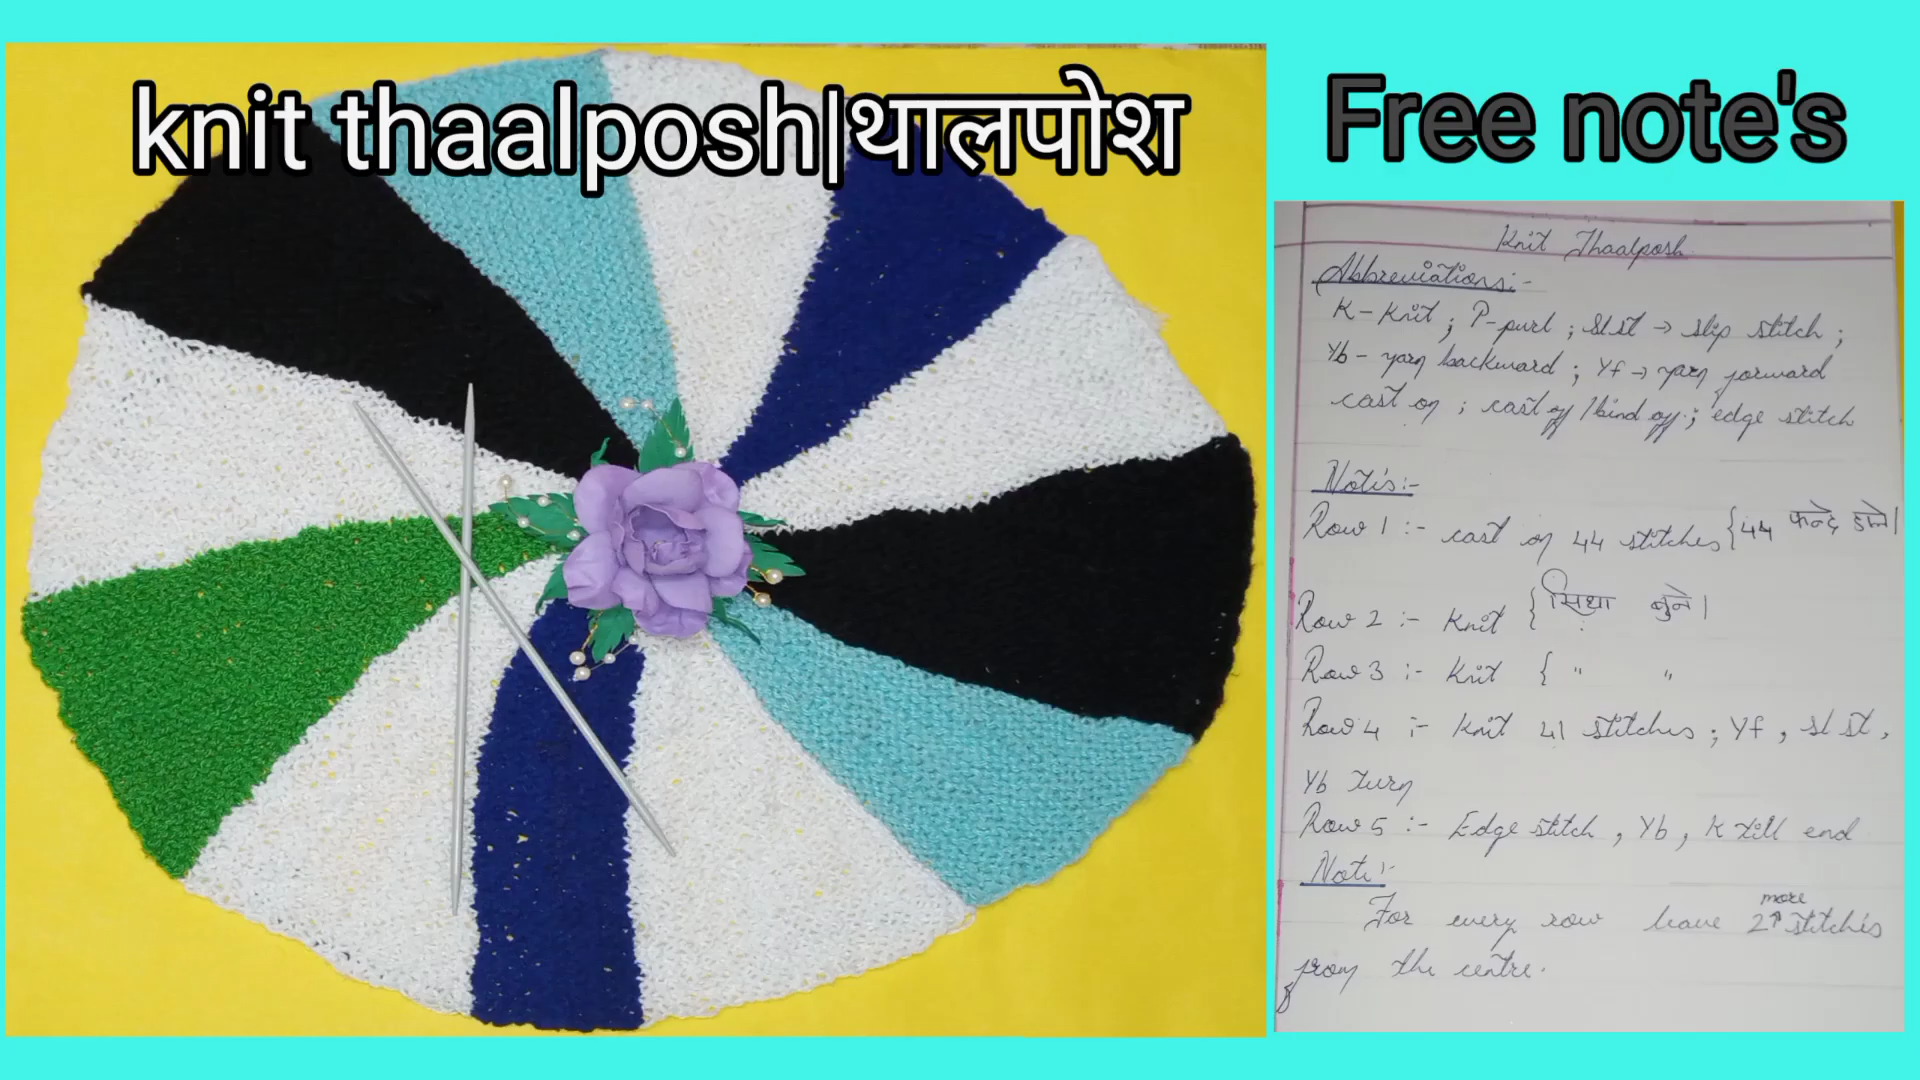 knit thaalposh|थालपोश
Free note's
Knit Thaalposh
Abbreviations:-
K - Knit ; P - purl ; Sl st → slip stitch ;
Yb - yarn backward ; Yf → yarn forward
cast on ; cast off / bind off ; edge stitch
Notes:-
Row 1 :- cast on 44 stitches {44 फन्दे डाले।
Row 2 :- Knit { सिधा बुने।
Row 3 :- Knit { " "
Row 4 :- Knit 41 stitches ; Yf , sl st ,
Yb turn
Row 5 :- Edge stitch , Yb , K till end
Note:-
For every row leave 2 more stitches
from the centre.